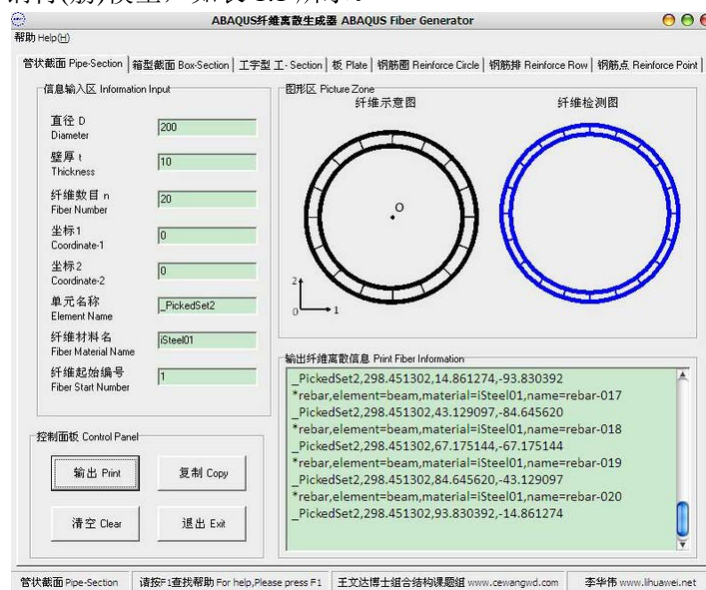 ABAQUS纤维离散生成器 ABAQUS Fiber Generator
帮助 Help(H)
管状截面 Pipe-Section 箱型截面 Box-Section 工字型 工- Section 板 Plate 钢筋圈 Reinforce Circle 钢筋排 Reinforce Row 钢筋点 Reinforce Point
信息输入区 Information Input
直径 D
Diameter
200
壁厚 t
Thickness
10
纤维数目 n
Fiber Number
20
坐标1
Coordinate-1
0
坐标2
Coordinate-2
0
单元名称
Element Name
_PickedSet2
纤维材料名
Fiber Material Name
iSteel01
纤维起始编号
Fiber Start Number
1
控制面板 Control Panel
输出 Print 复制 Copy
清空 Clear 退出 Exit
图形区 Picture Zone
纤维示意图 纤维检测图
O
2
0 1
输出纤维离散信息 Print Fiber Information
_PickedSet2,298.451302,14.861274,-93.830392
*rebar,element=beam,material=iSteel01,name=rebar-017
_PickedSet2,298.451302,43.129097,-84.645620
*rebar,element=beam,material=iSteel01,name=rebar-018
_PickedSet2,298.451302,67.175144,-67.175144
*rebar,element=beam,material=iSteel01,name=rebar-019
_PickedSet2,298.451302,84.645620,-43.129097
*rebar,element=beam,material=iSteel01,name=rebar-020
_PickedSet2,298.451302,93.830392,-14.861274
管状截面 Pipe-Section 请按F1查找帮助 For help,Please press F1 王文达博士组合结构课题组 www.cewangwd.com 李华伟 www.lihuawei.net